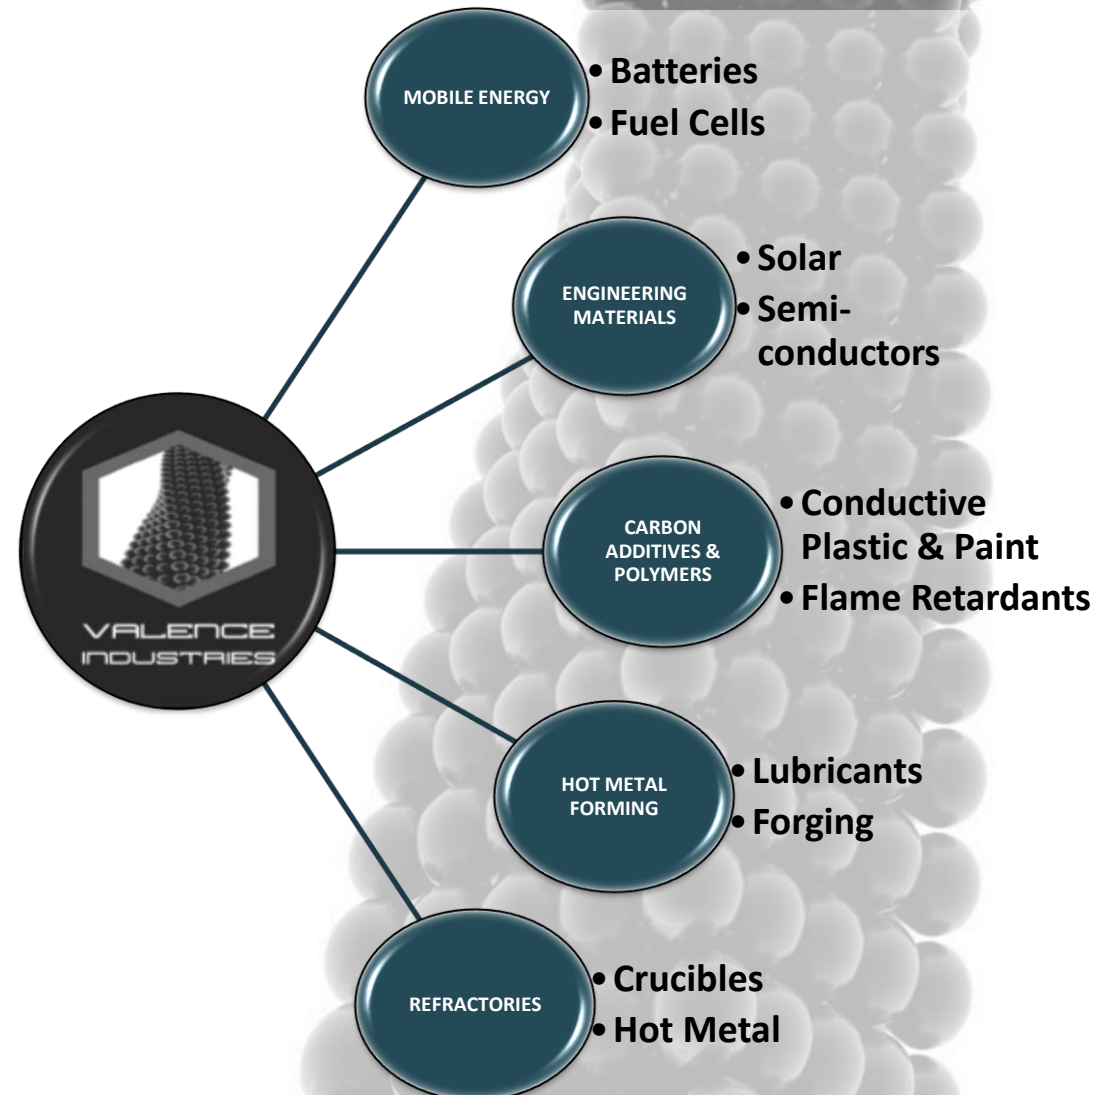 MOBILE ENERGY
• Batteries
• Fuel Cells
ENGINEERING
MATERIALS
• Solar
• Semi-
conductors
VALENCE
INDUSTRIES
CARBON
ADDITIVES &
POLYMERS
• Conductive
Plastic & Paint
• Flame Retardants
HOT METAL
FORMING
• Lubricants
• Forging
REFRACTORIES
• Crucibles
• Hot Metal